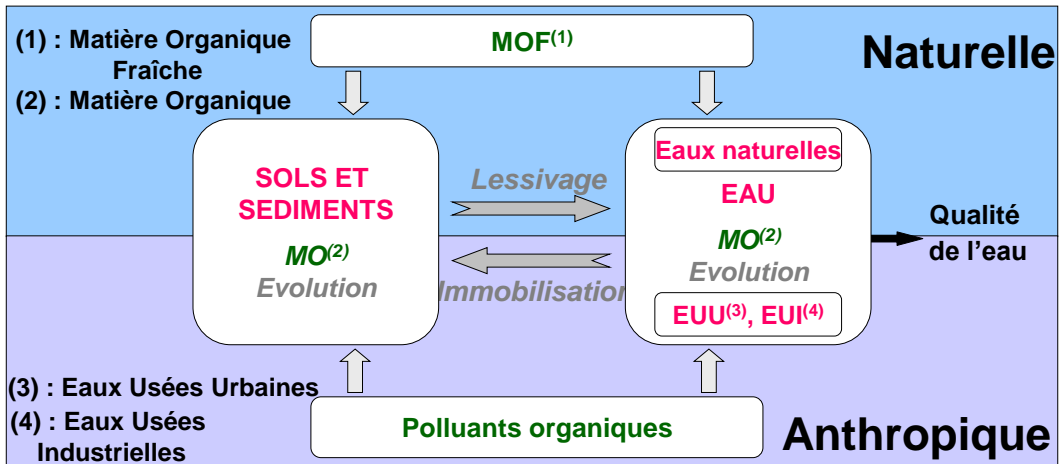 (1) : Matière Organique
Fraîche
(2) : Matière Organique
MOF(1)
Naturelle
SOLS ET
SEDIMENTS
MO(2)
Evolution
Lessivage
Immobilisation
Eaux naturelles
EAU
MO(2)
Evolution
EUU(3), EUI(4)
Qualité
de l’eau
(3) : Eaux Usées Urbaines
(4) : Eaux Usées
Industrielles
Polluants organiques
Anthropique